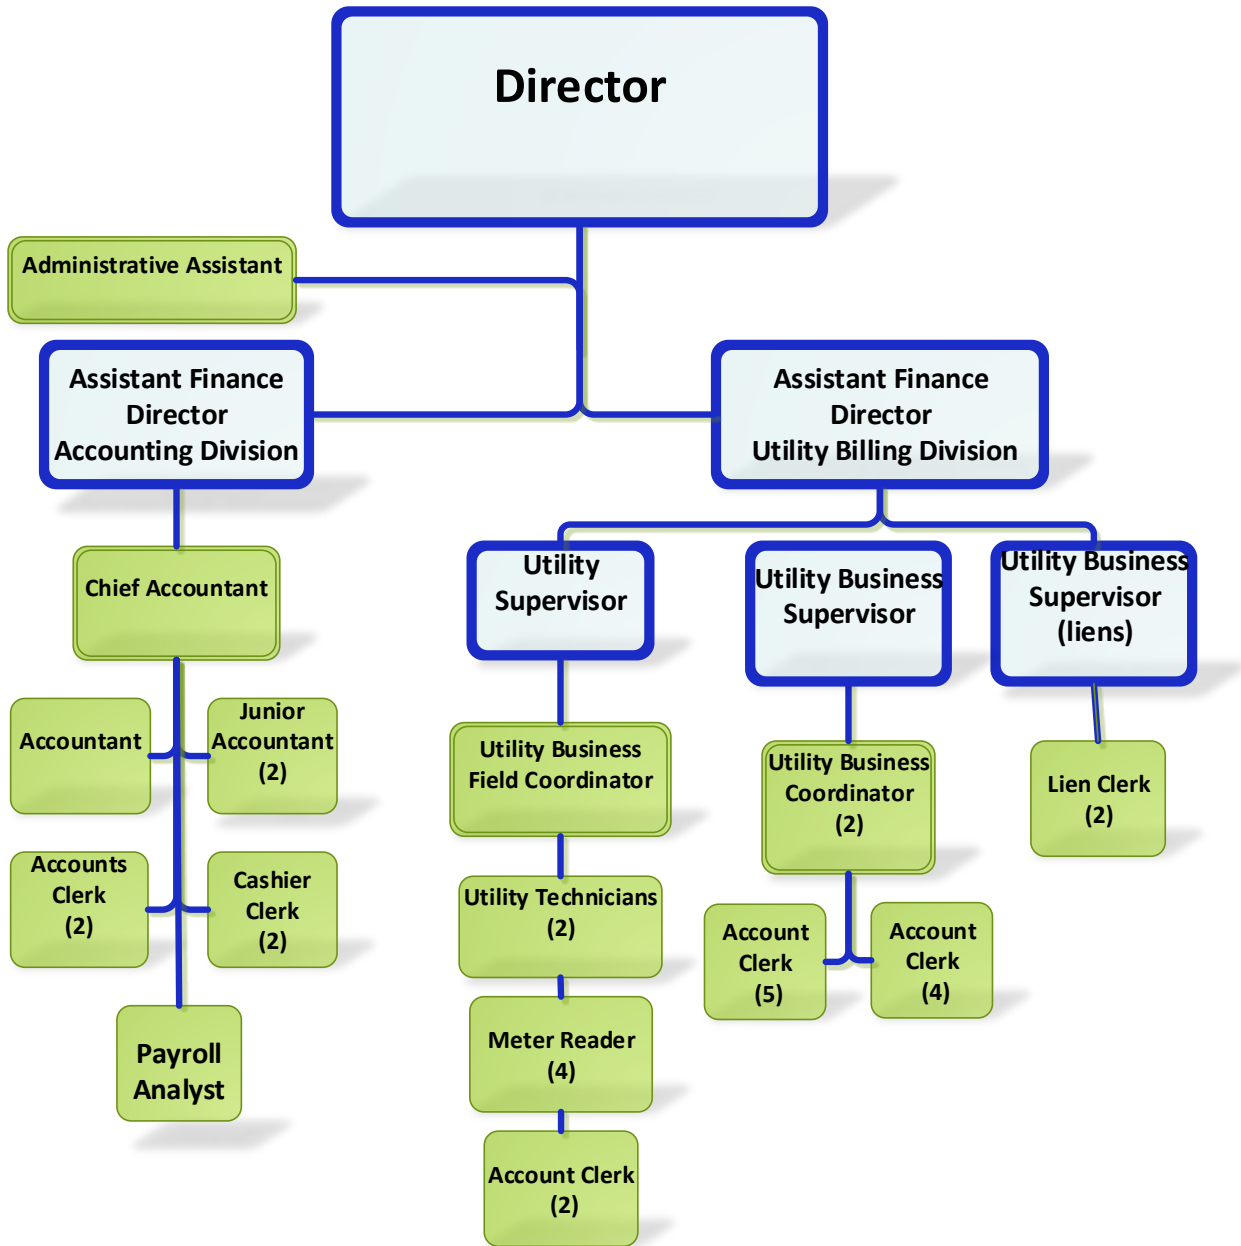 Director
Administrative Assistant
Assistant Finance
Director
Accounting Division
Assistant Finance
Director
Utility Billing Division
Chief Accountant
Utility
Supervisor
Utility Business
Supervisor
Utility Business
Supervisor
(liens)
Accountant
Junior
Accountant
(2)
Utility Business
Field Coordinator
Utility Business
Coordinator
(2)
Lien Clerk
(2)
Accounts
Clerk
(2)
Cashier
Clerk
(2)
Utility Technicians
(2)
Account
Clerk
(5)
Account
Clerk
(4)
Payroll
Analyst
Meter Reader
(4)
Account Clerk
(2)